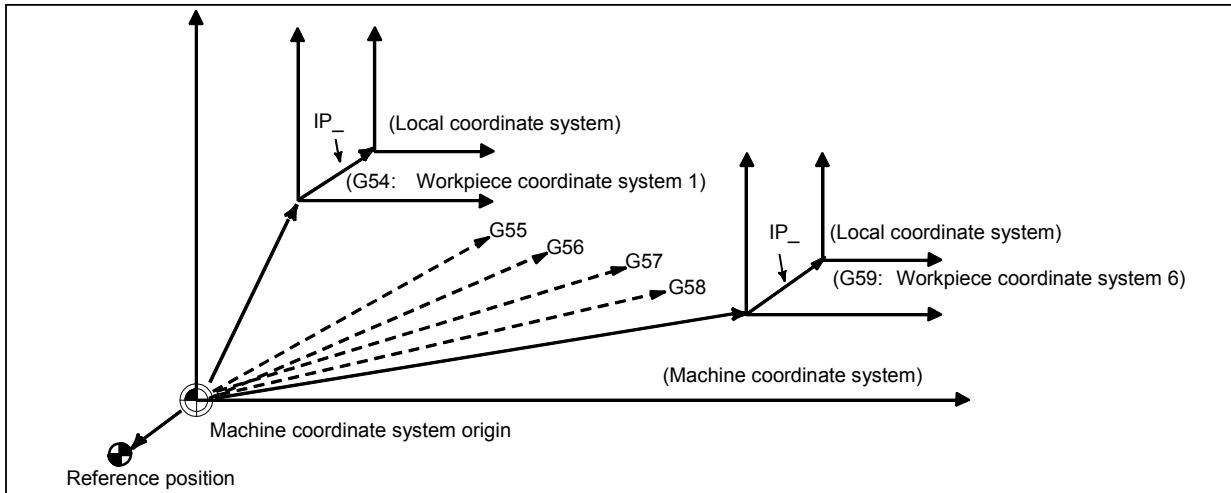 IP_
(Local coordinate system)
(G54: Workpiece coordinate system 1)
G55
G56
G57
G58
IP_
(Local coordinate system)
(G59: Workpiece coordinate system 6)
(Machine coordinate system)
Machine coordinate system origin
Reference position